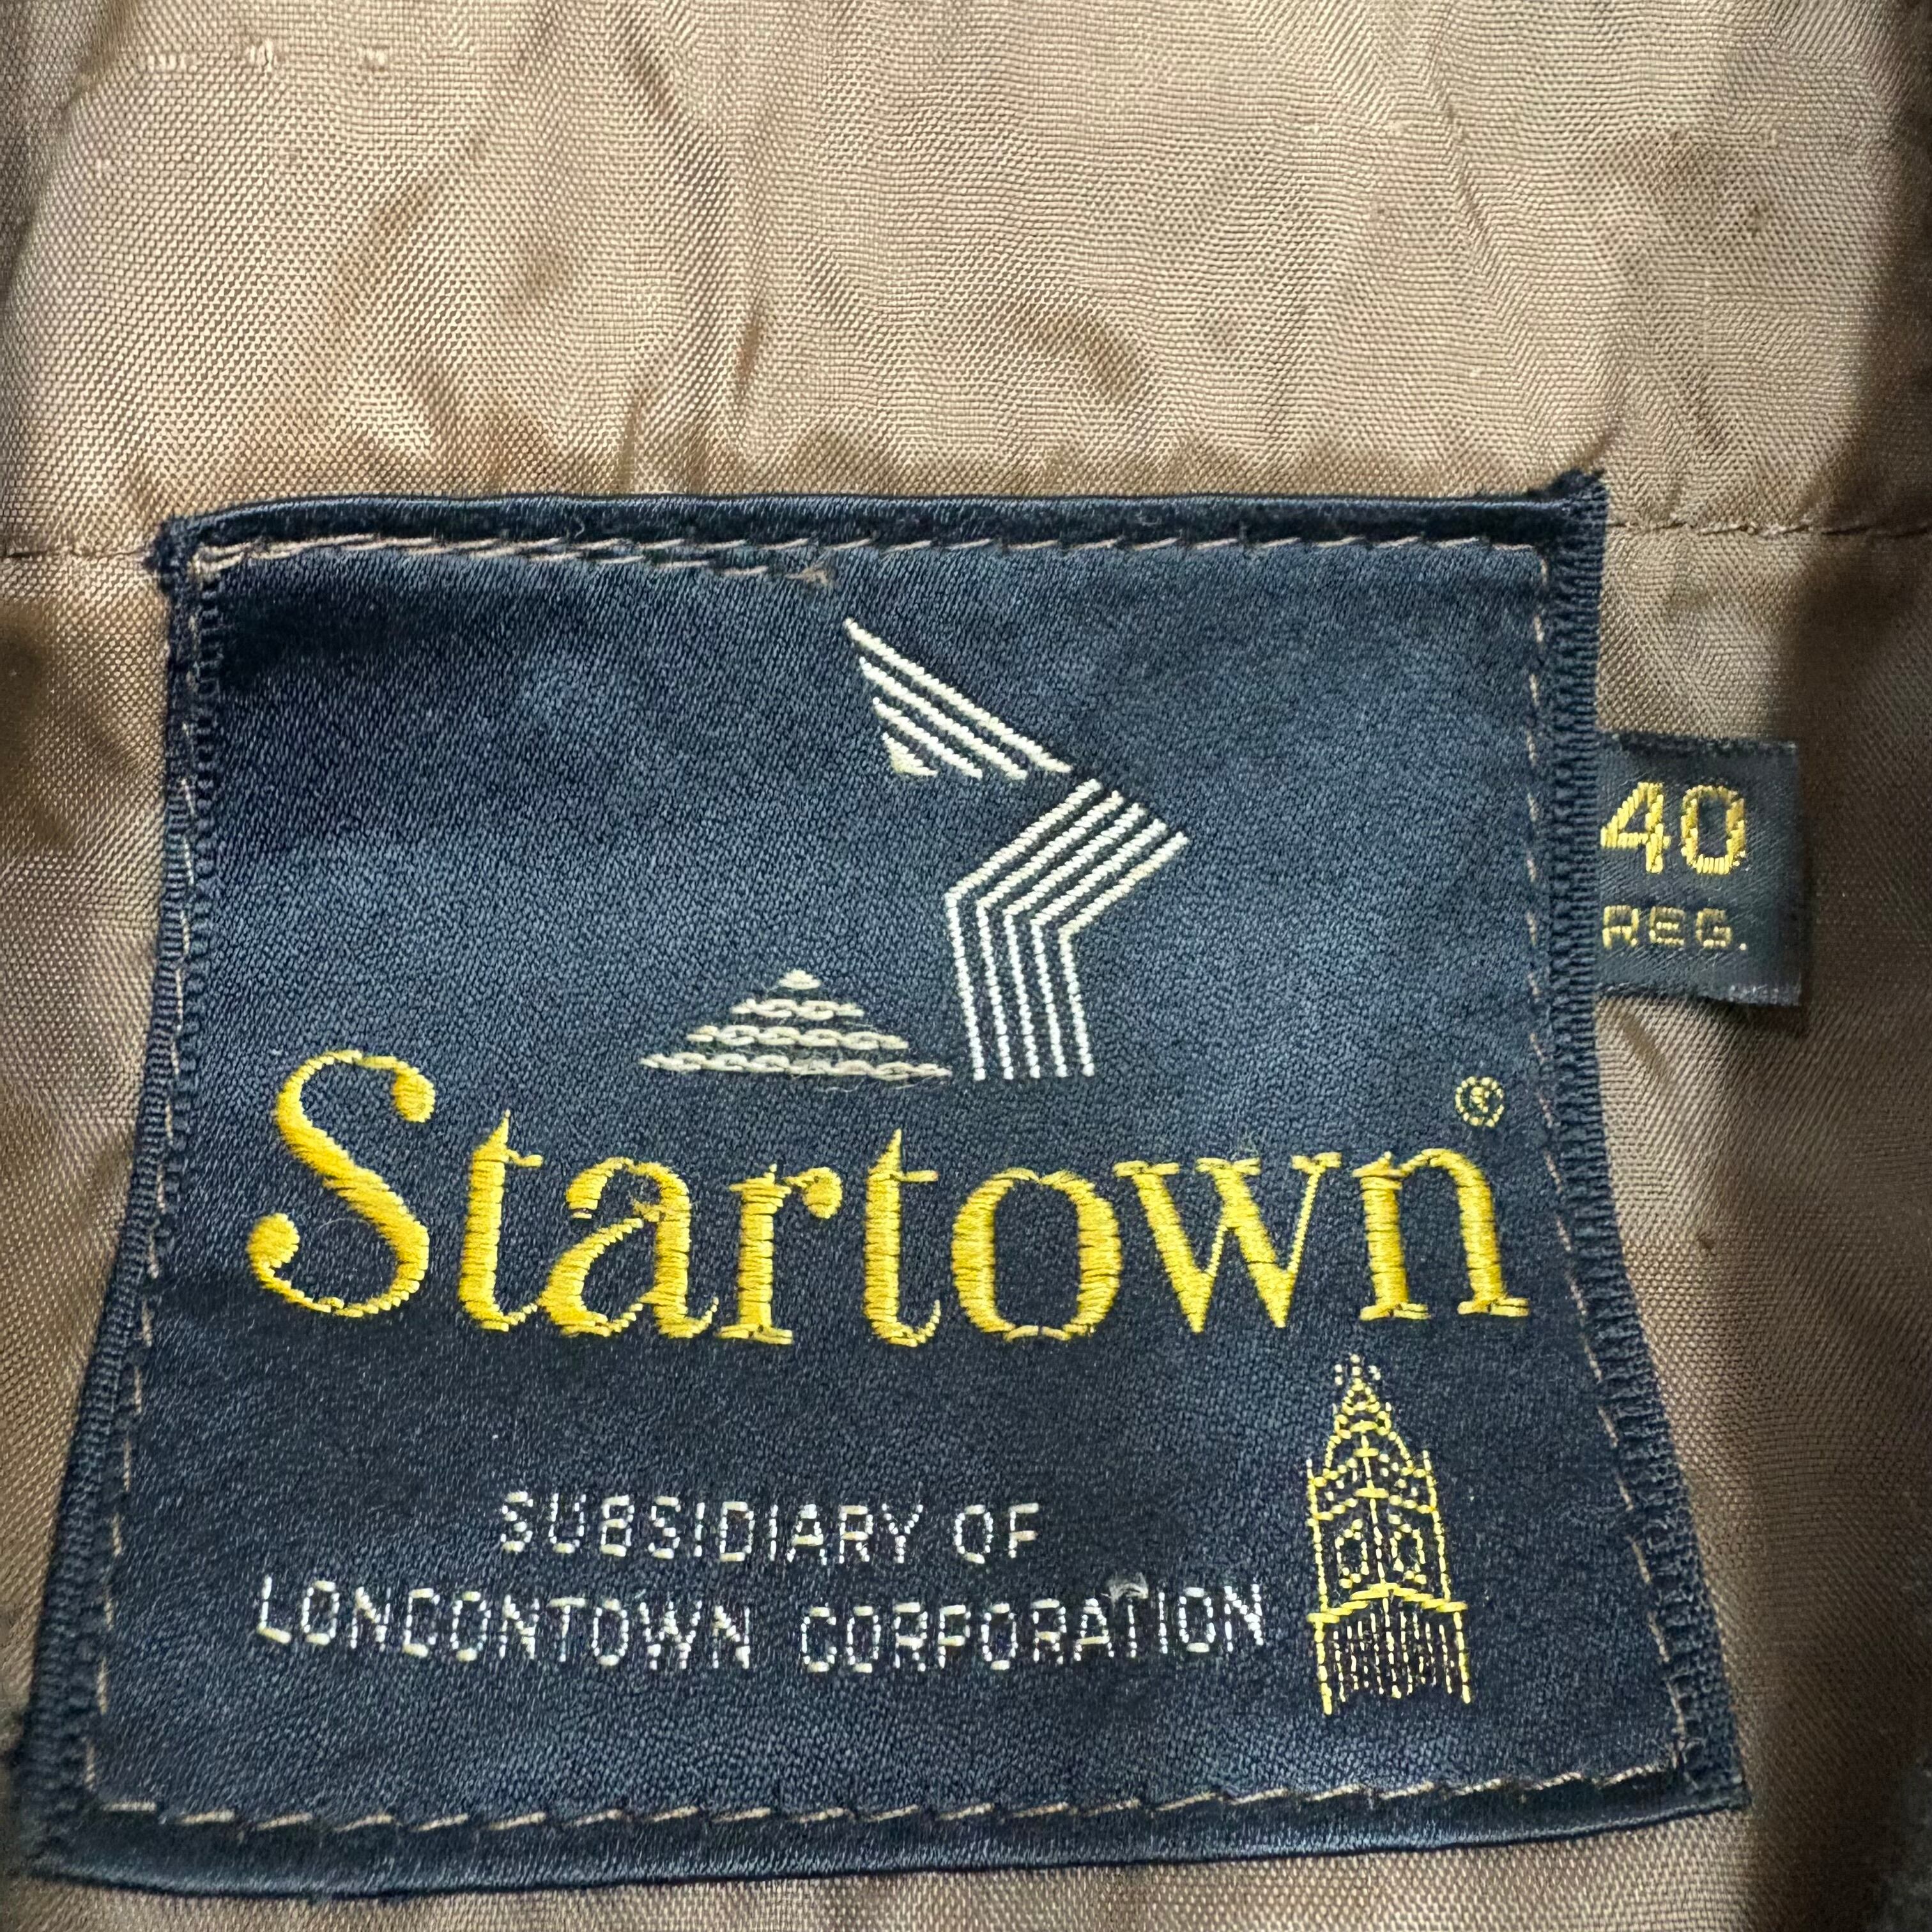 40
REG.
Startown®
SUBSIDIARY OF
LONDONTOWN CORPORATION